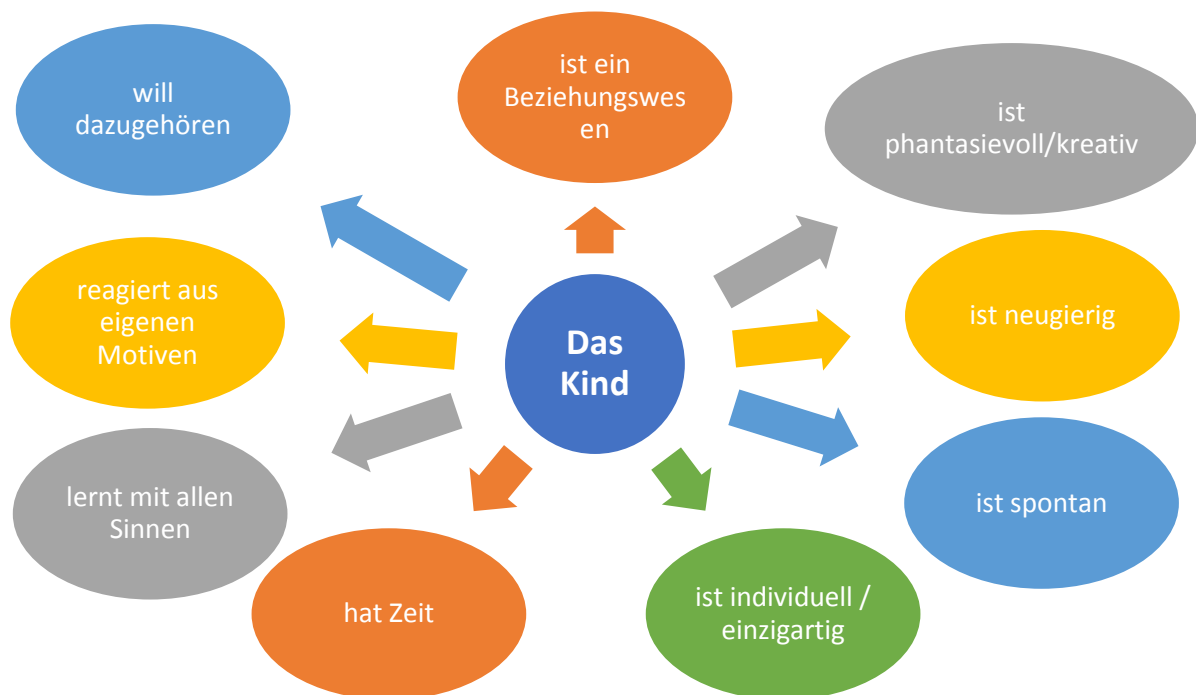 ist ein
Beziehungswes
en
will
dazugehören
ist
phantasievoll/kreativ
reagiert aus
eigenen
Motiven
ist neugierig
Das
Kind
lernt mit allen
Sinnen
ist spontan
hat Zeit
ist individuell /
einzigartig